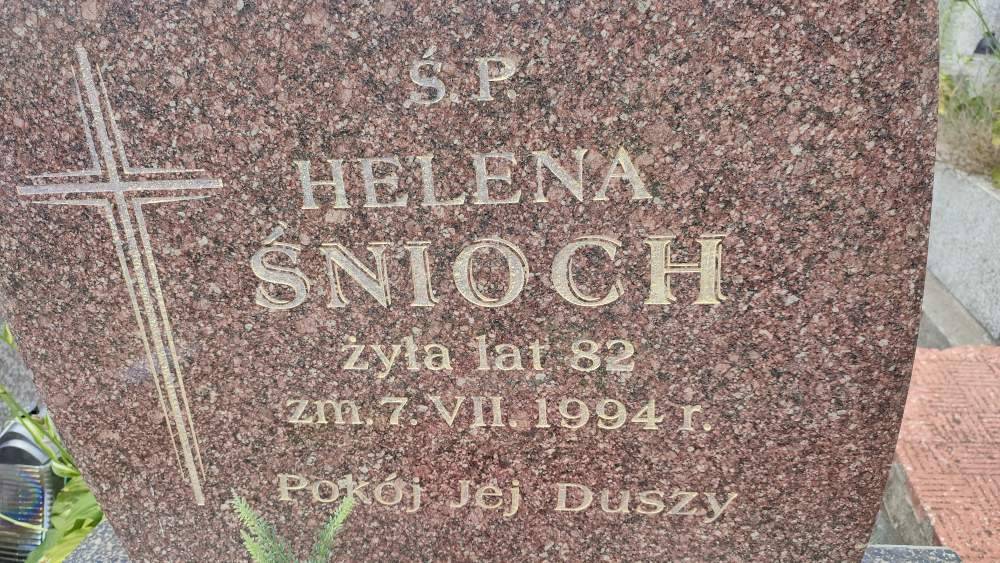 Ś.P.
HELENA
ŚNIOCH
żyła lat 82
zm. 7. VII. 1994 r.
Pokój Jej Duszy